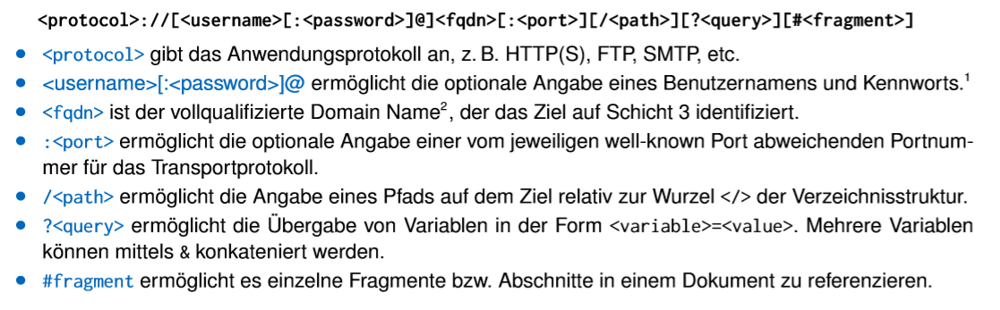 <protocol>://[<username>[:<password>]@]<fqdn>[:<port>][/<path>][?<query>][#<fragment>]
• <protocol> gibt das Anwendungsprotokoll an, z. B. HTTP(S), FTP, SMTP, etc.
• <username>[:<password>]@ ermöglicht die optionale Angabe eines Benutzernamens und Kennworts.¹
• <fqdn> ist der vollqualifizierte Domain Name², der das Ziel auf Schicht 3 identifiziert.
• :<port> ermöglicht die optionale Angabe einer vom jeweiligen well-known Port abweichenden Portnum-
mer für das Transportprotokoll.
• /<path> ermöglicht die Angabe eines Pfads auf dem Ziel relativ zur Wurzel </> der Verzeichnisstruktur.
• ?<query> ermöglicht die Übergabe von Variablen in der Form <variable>=<value>. Mehrere Variablen
können mittels & konkateniert werden.
• #fragment ermöglicht es einzelne Fragmente bzw. Abschnitte in einem Dokument zu referenzieren.